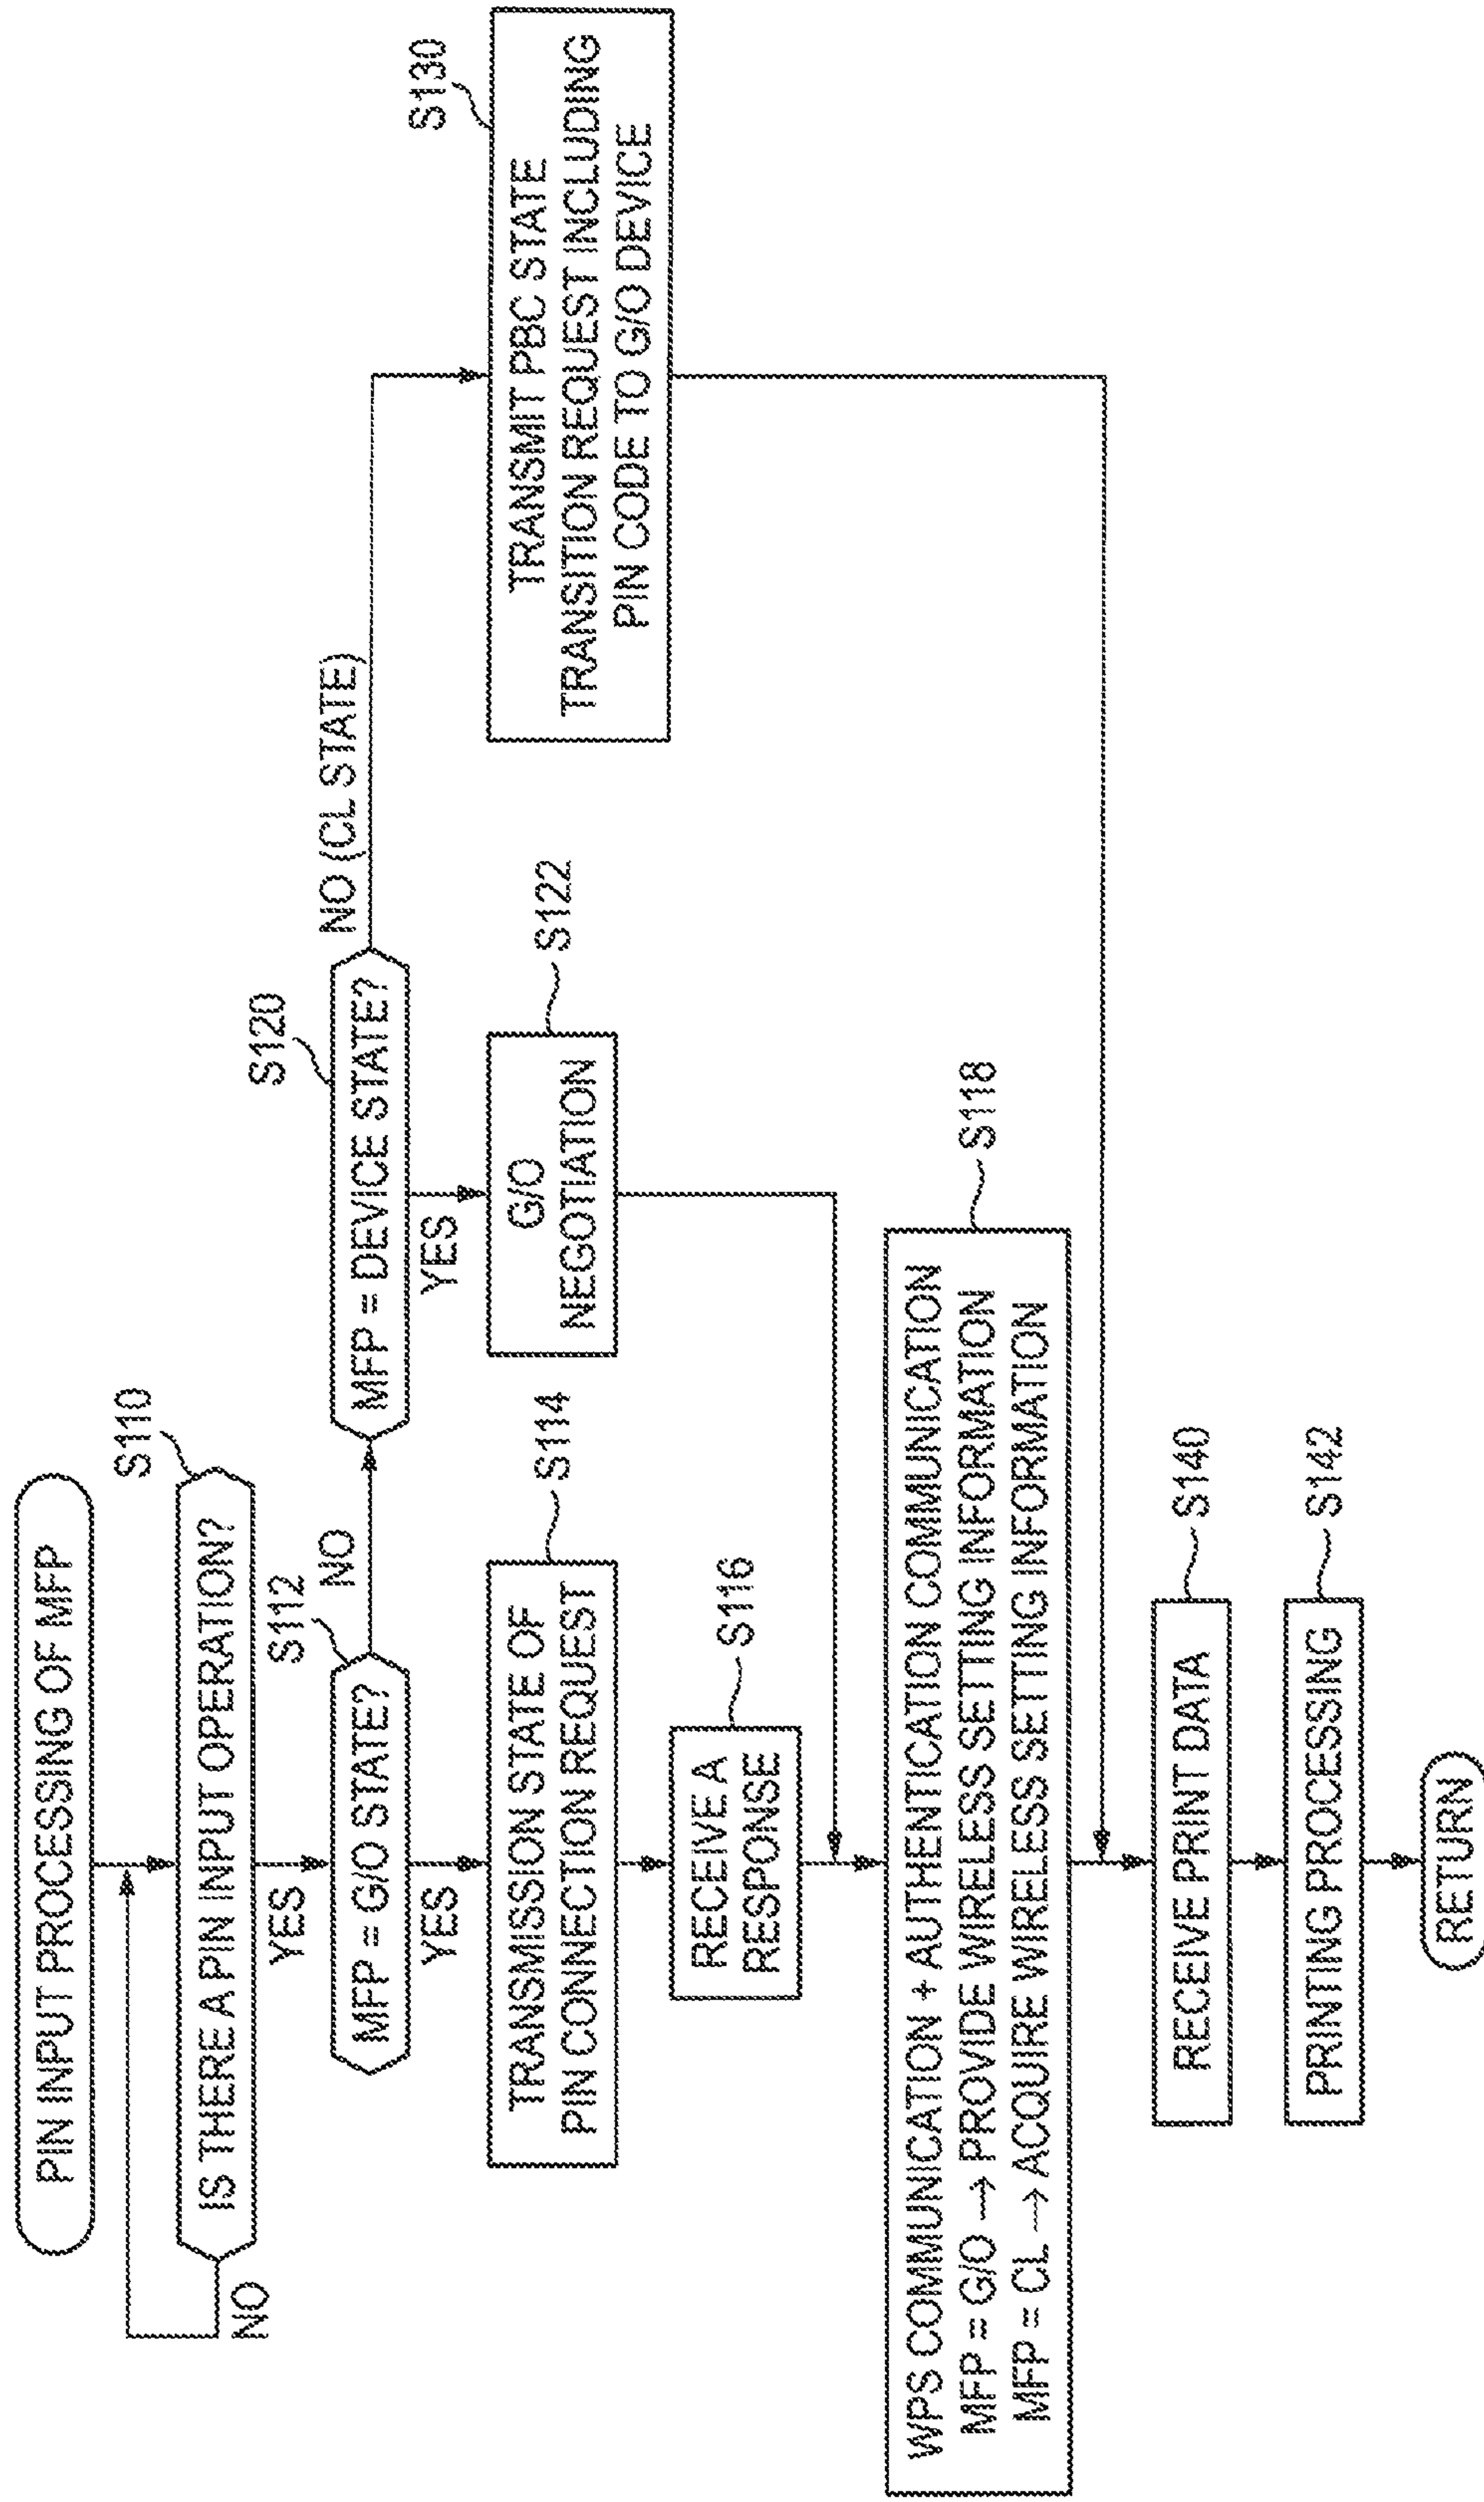 PIN INPUT PROCESSING OF MFP
S110
IS THERE A PIN INPUT OPERATION?
NO
YES
S112
MFP = G/O STATE?
NO
YES
S120
MFP = DEVICE STATE?
NO (CL STATE)
YES
S114
TRANSMISSION STATE OF
PIN CONNECTION REQUEST
S122
G/O
NEGOTIATION
S130
TRANSMIT PBC STATE
TRANSITION REQUEST INCLUDING
PIN CODE TO G/O DEVICE
S116
RECEIVE A
RESPONSE
S118
WPS COMMUNICATION + AUTHENTICATION COMMUNICATION
MFP = G/O → PROVIDE WIRELESS SETTING INFORMATION
MFP = CL → ACQUIRE WIRELESS SETTING INFORMATION
S140
RECEIVE PRINT DATA
S142
PRINTING PROCESSING
RETURN